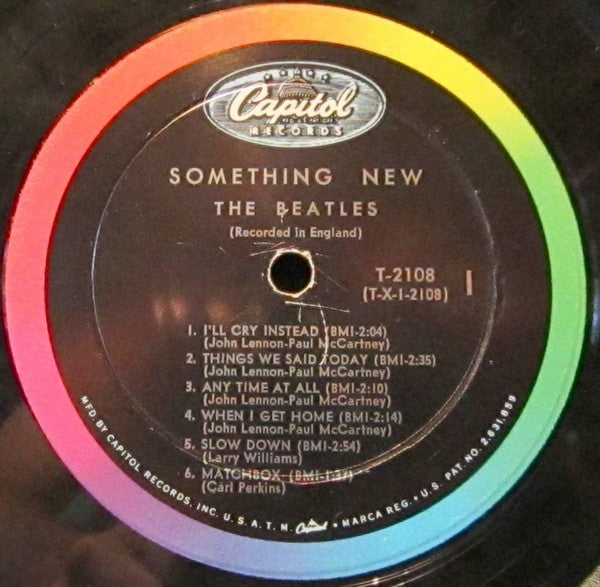 Capitol
RECORDS
SOMETHING NEW
THE BEATLES
(Recorded in England)
T-2108 1
(T-X-1-2108)
1. I'LL CRY INSTEAD (BMI-2:04)
(John Lennon-Paul McCartney)
2. THINGS WE SAID TODAY (BMI-2:35)
(John Lennon-Paul McCartney)
3. ANY TIME AT ALL (BMI-2:10)
(John Lennon-Paul McCartney)
4. WHEN I GET HOME (BMI-2:14)
(John Lennon-Paul McCartney)
5. SLOW DOWN (BMI-2:54)
(Larry Williams)
6. MATCHBOX (BMI-1:37)
(Carl Perkins)
MFD. BY CAPITOL RECORDS, INC. U.S.A. T.M. Capitol • MARCA REG. • U.S. PAT. NO. 2,631,859